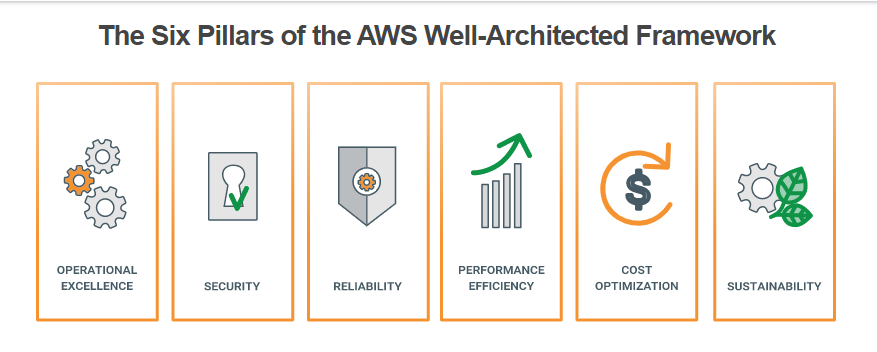 The Six Pillars of the AWS Well-Architected Framework
OPERATIONAL
EXCELLENCE
SECURITY
RELIABILITY
PERFORMANCE
EFFICIENCY
$
COST
OPTIMIZATION
SUSTAINABILITY